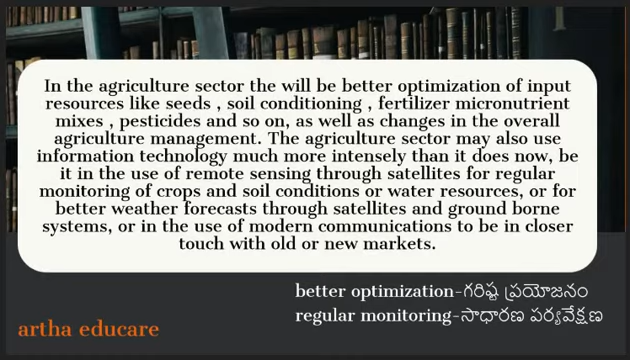 In the agriculture sector the will be better optimization of input
resources like seeds , soil conditioning , fertilizer micronutrient
mixes , pesticides and so on, as well as changes in the overall
agriculture management. The agriculture sector may also use
information technology much more intensely than it does now, be
it in the use of remote sensing through satellites for regular
monitoring of crops and soil conditions or water resources, or for
better weather forecasts through satellites and ground borne
systems, or in the use of modern communications to be in closer
touch with old or new markets.
better optimization-గరిష్ట ప్రయోజనం
regular monitoring-సాధారణ పర్యవేక్షణ
artha educare